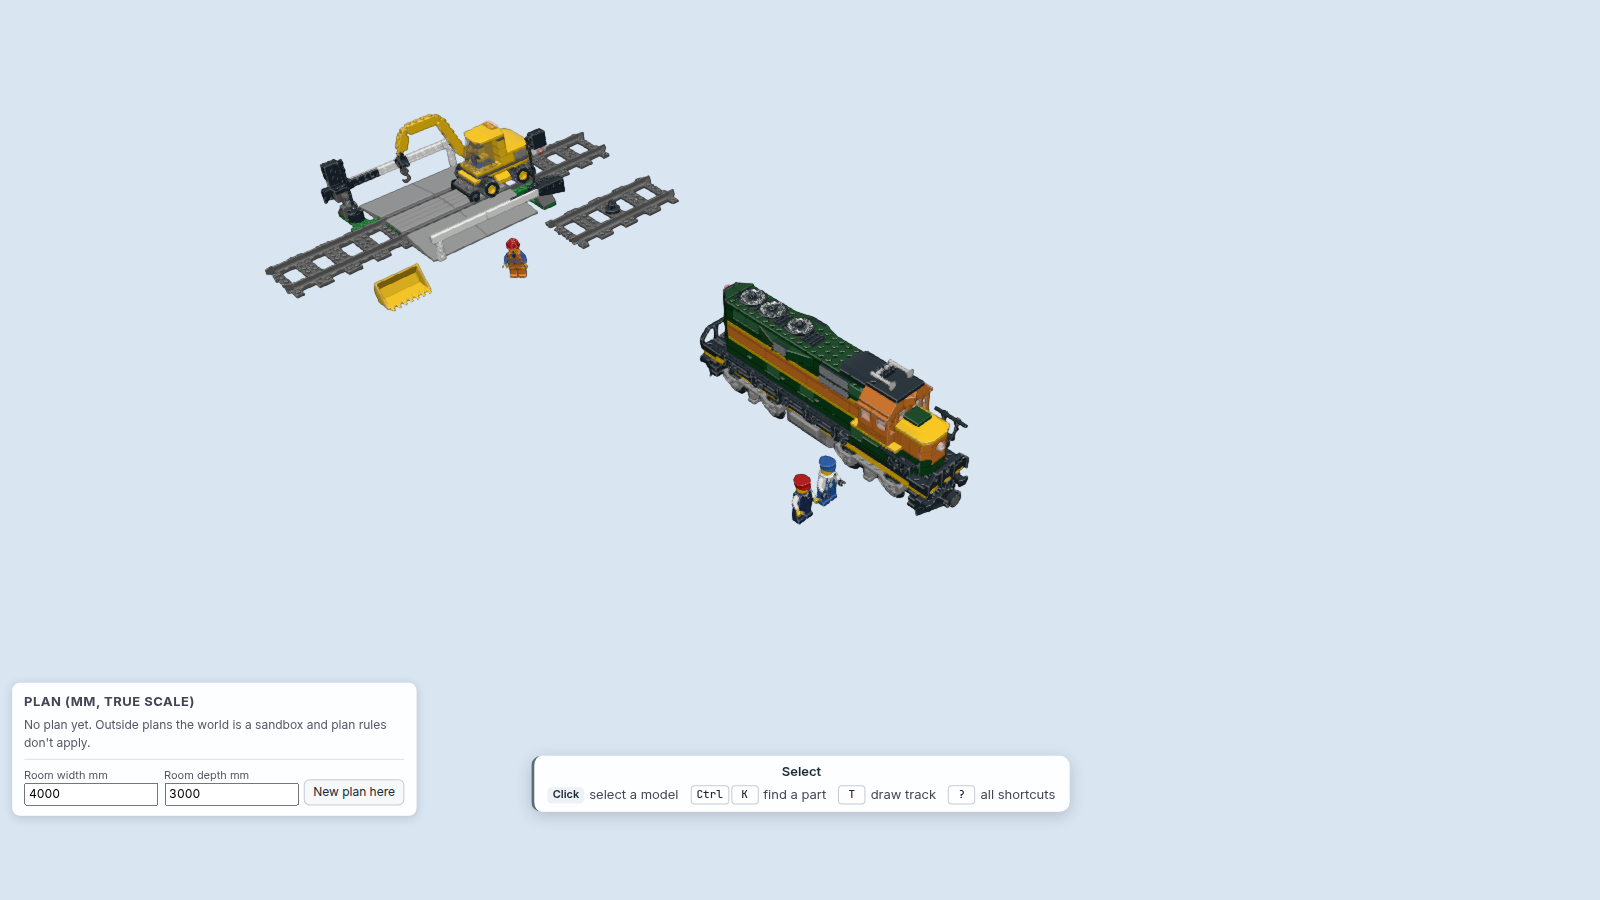 PLAN (MM, TRUE SCALE)
No plan yet. Outside plans the world is a sandbox and plan rules
don't apply.
Room width mm
Room depth mm
4000
3000
New plan here
Select
Click select a model Ctrl K find a part T draw track ? all shortcuts